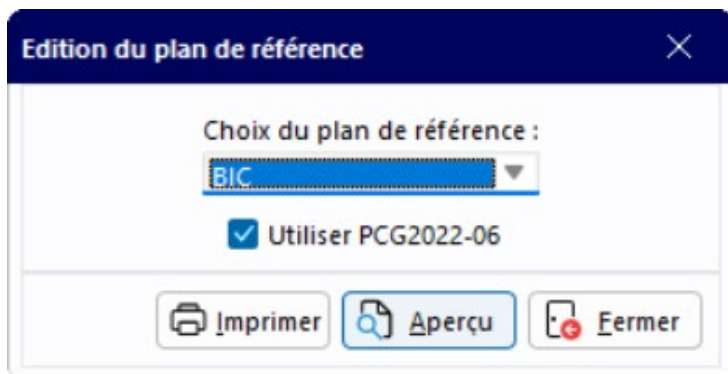 Edition du plan de référence
Choix du plan de référence :
BIC
Utiliser PCG2022-06
Imprimer Aperçu Fermer